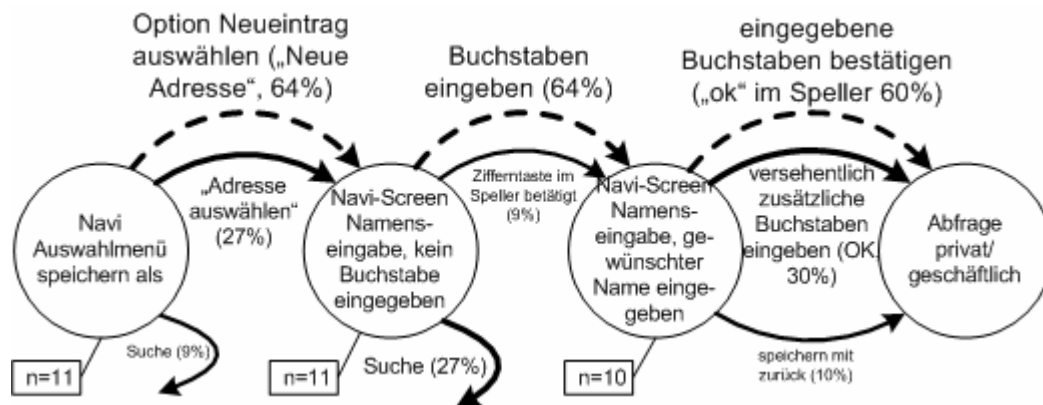 Option Neueintrag
auswählen („Neue
Adresse“, 64%)
Buchstaben
eingeben (64%)
eingegebene
Buchstaben bestätigen
(„ok“ im Speller 60%)
Navi
Auswahlmenü
speichern als
„Adresse
auswählen“
(27%)
Navi-Screen
Namens-
eingabe, kein
Buchstabe
eingegeben
Zifferntaste im
Speller betätigt
(9%)
Navi-Screen
Namens-
eingabe, ge-
wünschter
Name einge-
geben
versehentlich
zusätzliche
Buchstaben
eingeben (OK
30%)
Abfrage
privat/
geschäftlich
Suche (9%)
Suche (27%)
speichern mit
zurück (10%)
n=11
n=11
n=10